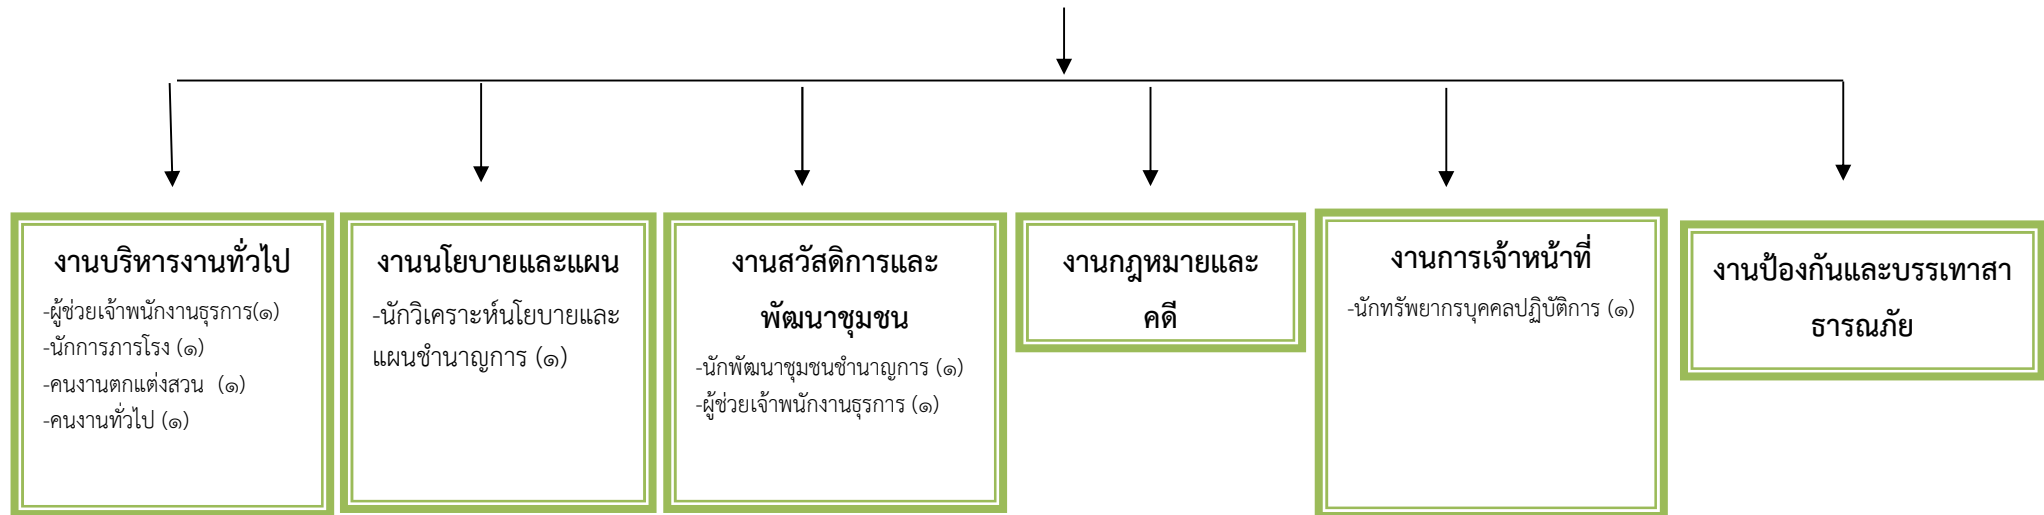 งานบริหารงานทั่วไป
-ผู้ช่วยเจ้าพนักงานธุรการ(๑)
-นักการภารโรง (๑)
-คนงานตกแต่งสวน (๑)
-คนงานทั่วไป (๑)
งานนโยบายและแผน
-นักวิเคราะห์นโยบายและ
แผนชำนาญการ (๑)
งานสวัสดิการและ
พัฒนาชุมชน
-นักพัฒนาชุมชนชำนาญการ (๑)
-ผู้ช่วยเจ้าพนักงานธุรการ (๑)
งานกฎหมายและ
คดี
งานการเจ้าหน้าที่
-นักทรัพยากรบุคคลปฏิบัติการ (๑)
งานป้องกันและบรรเทาสา
ธารณภัย